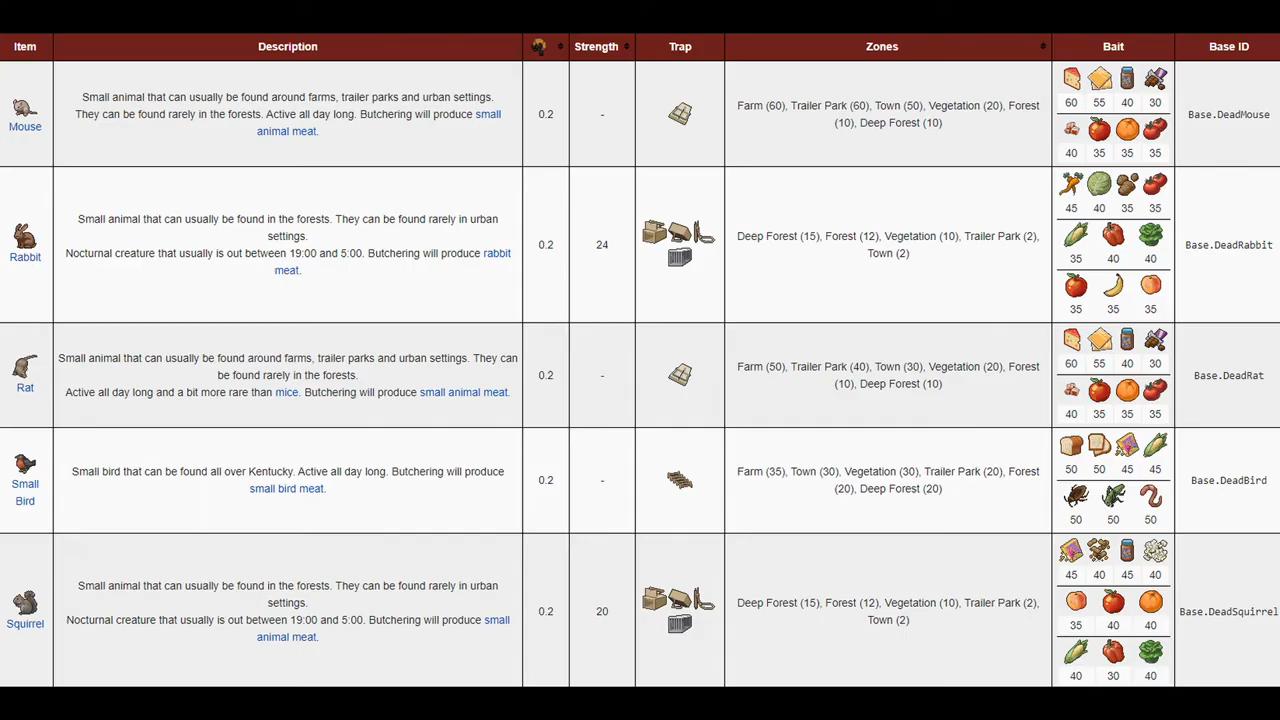 Item Description Strength Trap Zones Bait Base ID
Mouse
Small animal that can usually be found around farms, trailer parks and urban settings.
They can be found rarely in the forests. Active all day long. Butchering will produce small
animal meat.
0.2
-
Farm (60), Trailer Park (60), Town (50), Vegetation (20), Forest
(10), Deep Forest (10)
60 55 40 30
40 35 35 35
Base.DeadMouse
Rabbit
Small animal that can usually be found in the forests. They can be found rarely in urban
settings.
Nocturnal creature that usually is out between 19:00 and 5:00. Butchering will produce rabbit
meat.
0.2
24
Deep Forest (15), Forest (12), Vegetation (10), Trailer Park (2),
Town (2)
45 40 35 35
35 40 40
35 35 35
Base.DeadRabbit
Rat
Small animal that can usually be found around farms, trailer parks and urban settings. They can
be found rarely in the forests.
Active all day long and a bit more rare than mice. Butchering will produce small animal meat.
0.2
-
Farm (50), Trailer Park (40), Town (30), Vegetation (20), Forest
(10), Deep Forest (10)
60 55 40 30
40 35 35 35
Base.DeadRat
Small
Bird
Small bird that can be found all over Kentucky. Active all day long. Butchering will produce
small bird meat.
0.2
-
Farm (35), Town (30), Vegetation (30), Trailer Park (20), Forest
(20), Deep Forest (20)
50 50 45 45
50 50 50
Base.DeadBird
Squirrel
Small animal that can usually be found in the forests. They can be found rarely in urban
settings.
Nocturnal creature that usually is out between 19:00 and 5:00. Butchering will produce small
animal meat.
0.2
20
Deep Forest (15), Forest (12), Vegetation (10), Trailer Park (2),
Town (2)
45 40 45 40
35 40 40
40 30 40
Base.DeadSquirrel